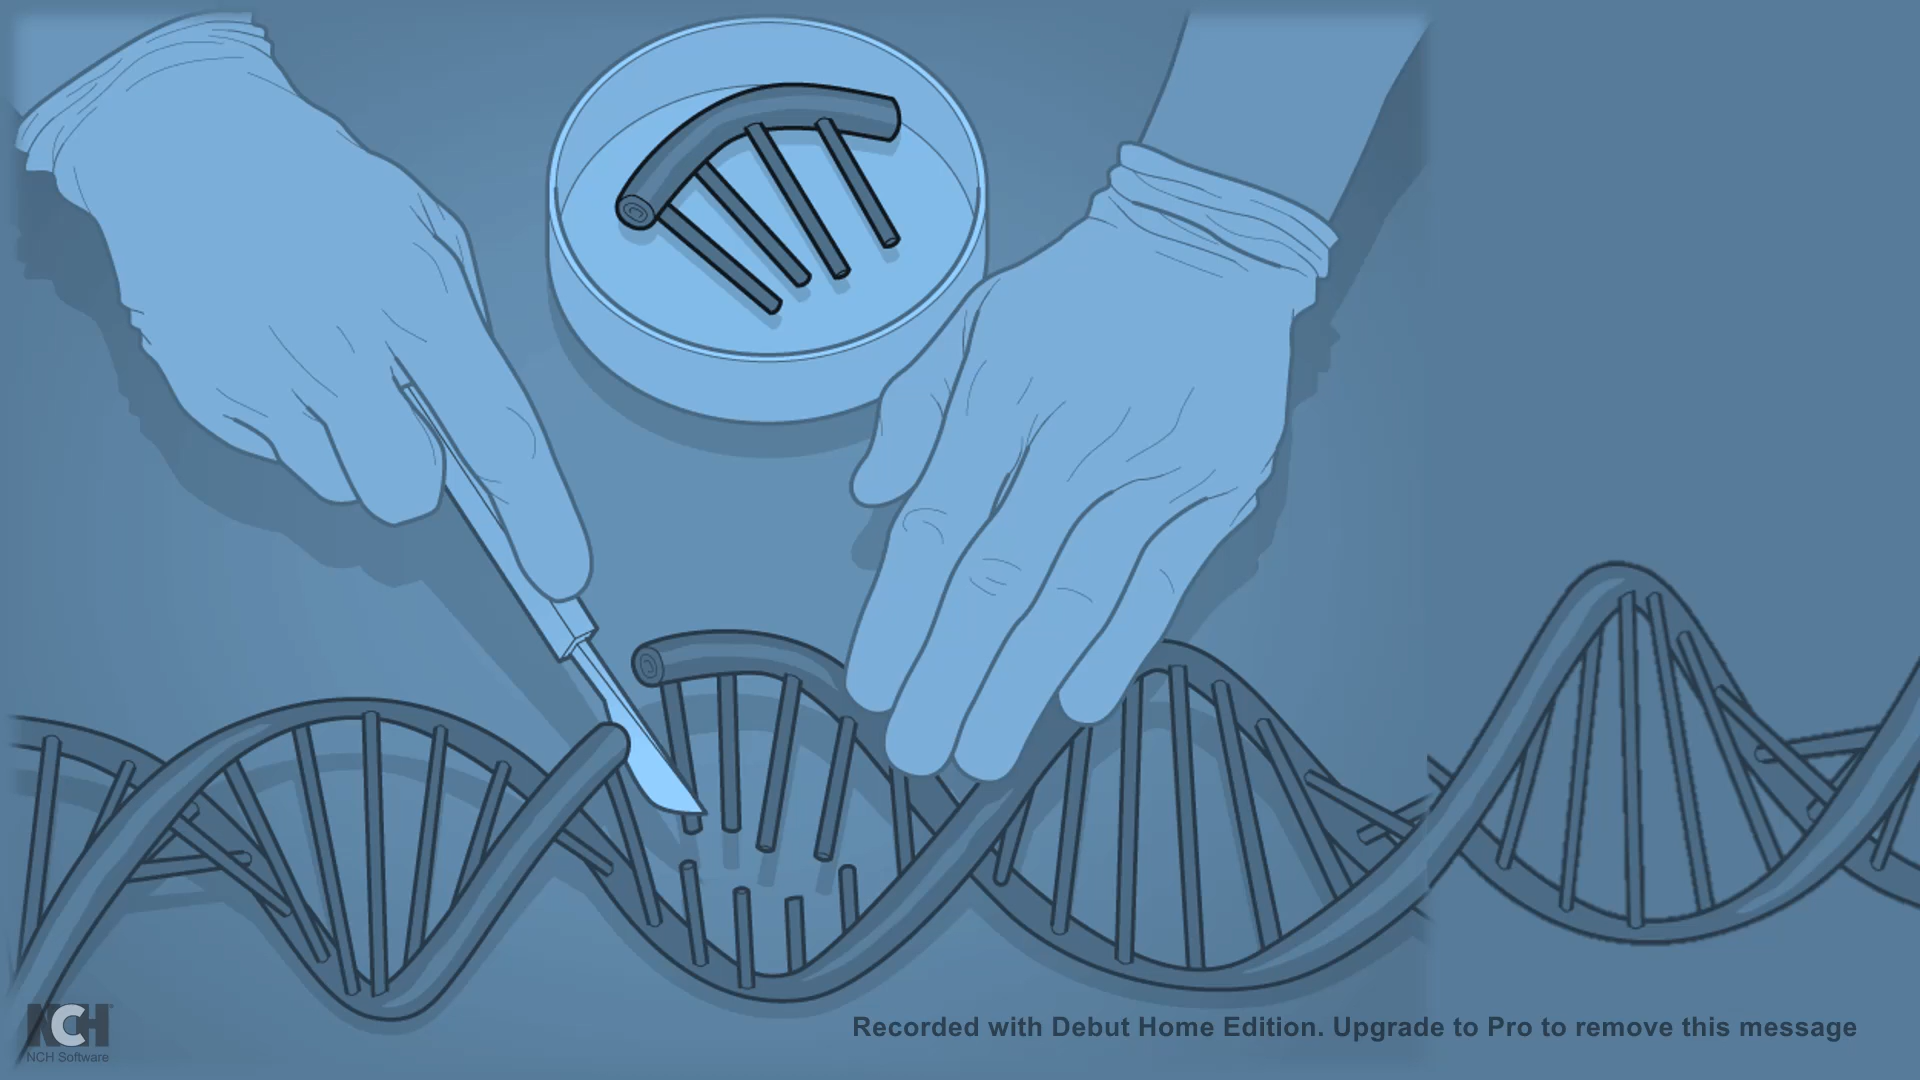 NCH
NCH Software
Recorded with Debut Home Edition. Upgrade to Pro to remove this message